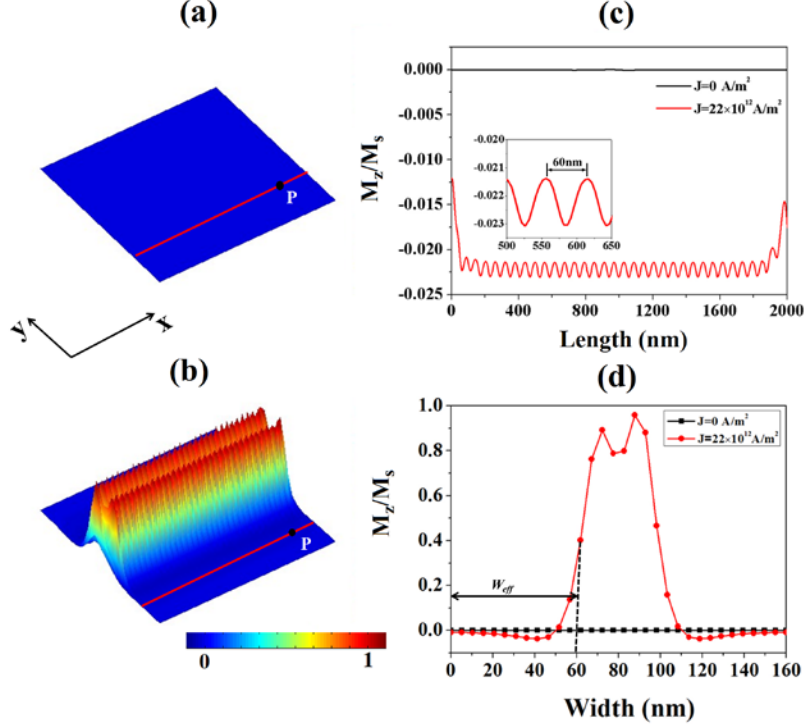 (a)
P
y
x
(b)
P
0
1
(c)
M_z/M_s
0.000
-0.005
-0.010
-0.015
-0.020
-0.025
J=0 A/m²
J=22×10¹²A/m²
-0.020
-0.021
-0.022
-0.023
60nm
500 550 600 650
0 400 800 1200 1600 2000
Length (nm)
(d)
M_z/M_s
1.0
0.8
0.6
0.4
0.2
0.0
J=0 A/m²
J=22×10¹²A/m²
W_eff
0 20 40 60 80 100 120 140 160
Width (nm)